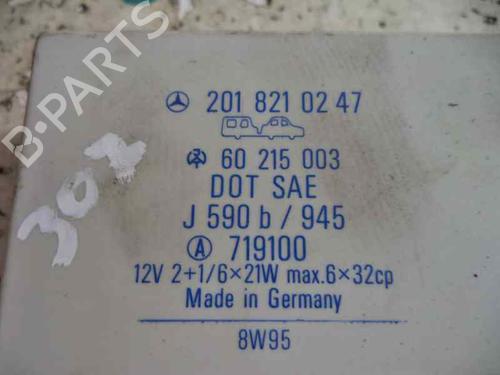 201 821 02 47
60 215 003
DOT SAE
J 590 b / 945
A 719100
12V 2+1/6×21W max.6×32cp
Made in Germany
8W95
307
B-PARTS